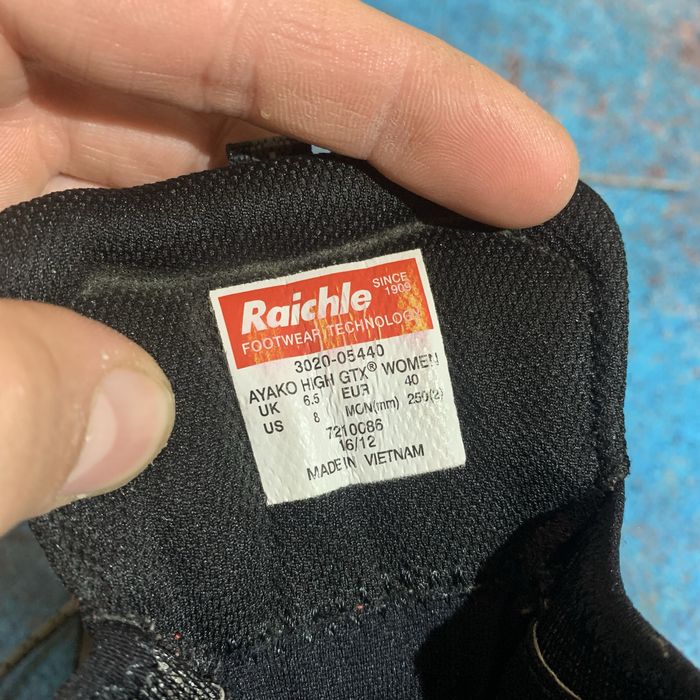 Raichle SINCE 1909
FOOTWEAR TECHNOLOGY
3020-05440
AYAKO HIGH GTX® WOMEN
UK 6.5 EUR 40
US 8 MON(mm) 250(2)
7210086
16/12
MADE IN VIETNAM